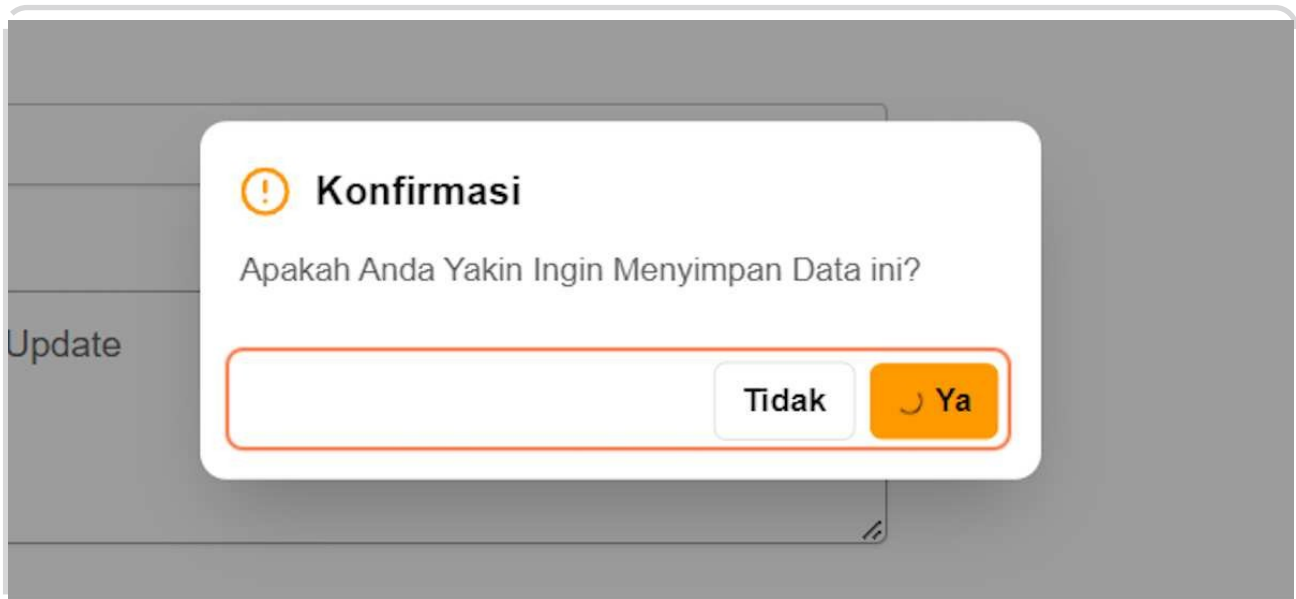 Konfirmasi
Apakah Anda Yakin Ingin Menyimpan Data ini?
Update
Tidak
Ya